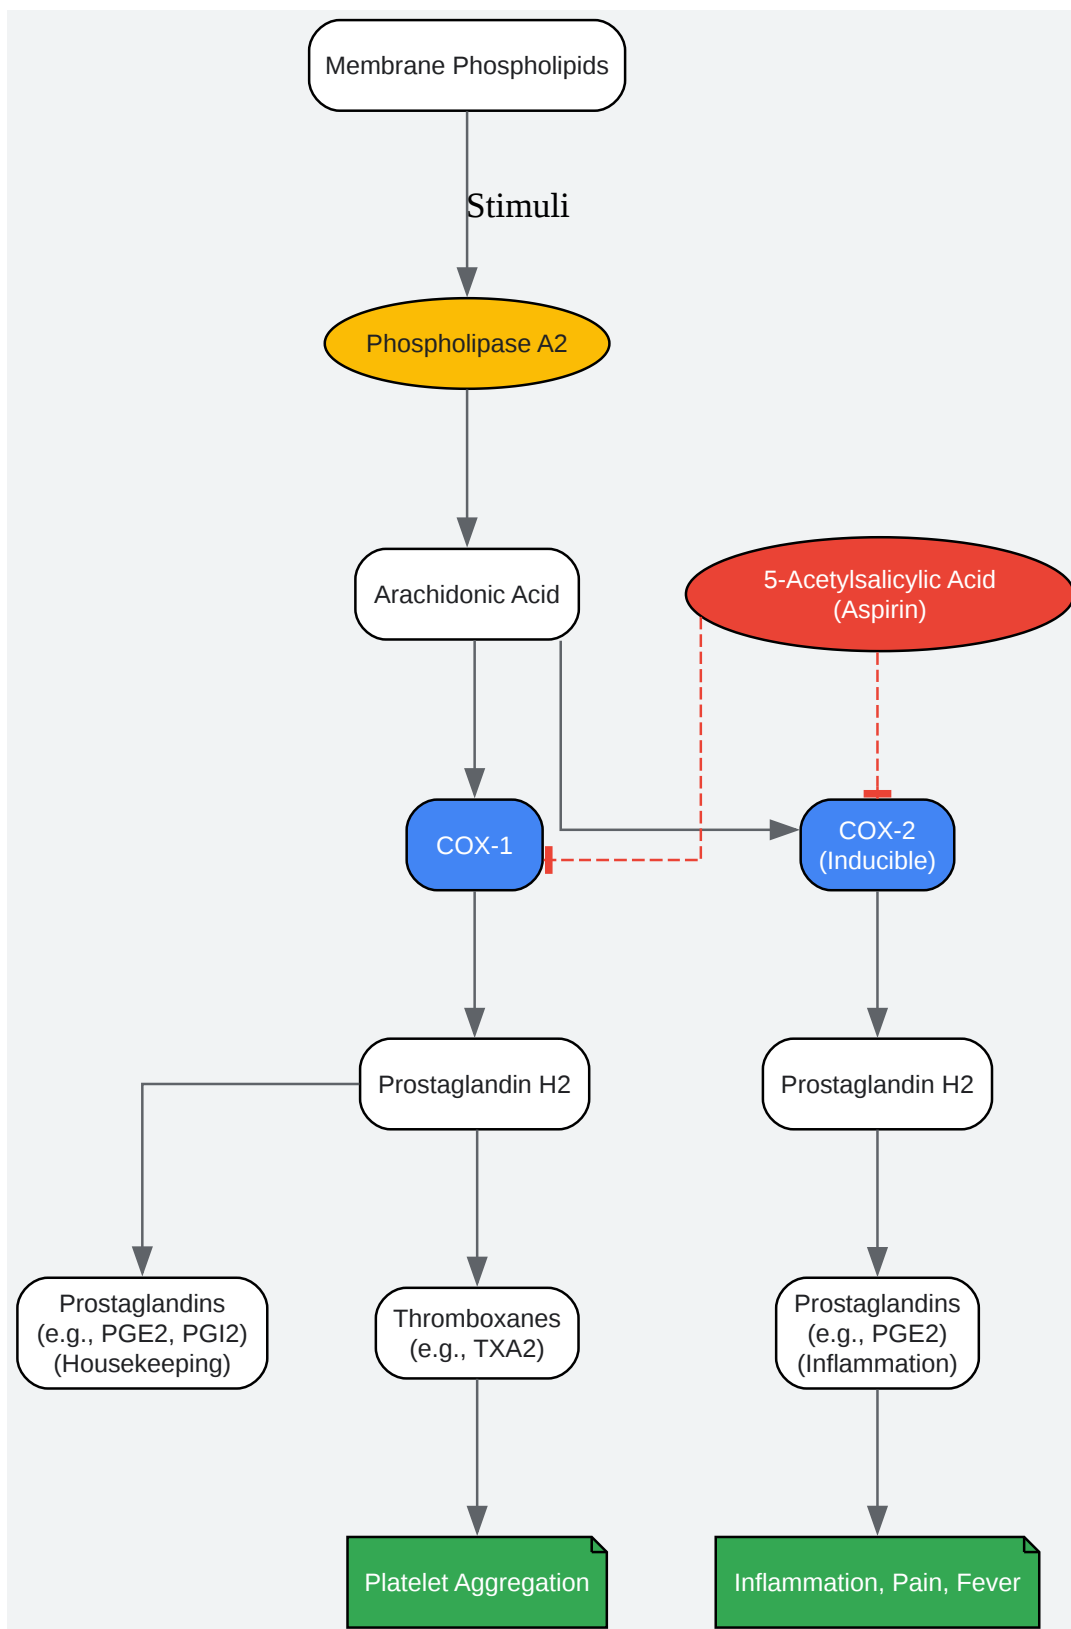 Membrane Phospholipids
Stimuli
Phospholipase A2
Arachidonic Acid
5-Acetylsalicylic Acid
(Aspirin)
COX-1
COX-2
(Inducible)
Prostaglandin H2
Prostaglandin H2
Prostaglandins
(e.g., PGE2, PGI2)
(Housekeeping)
Thromboxanes
(e.g., TXA2)
Prostaglandins
(e.g., PGE2)
(Inflammation)
Platelet Aggregation
Inflammation, Pain, Fever